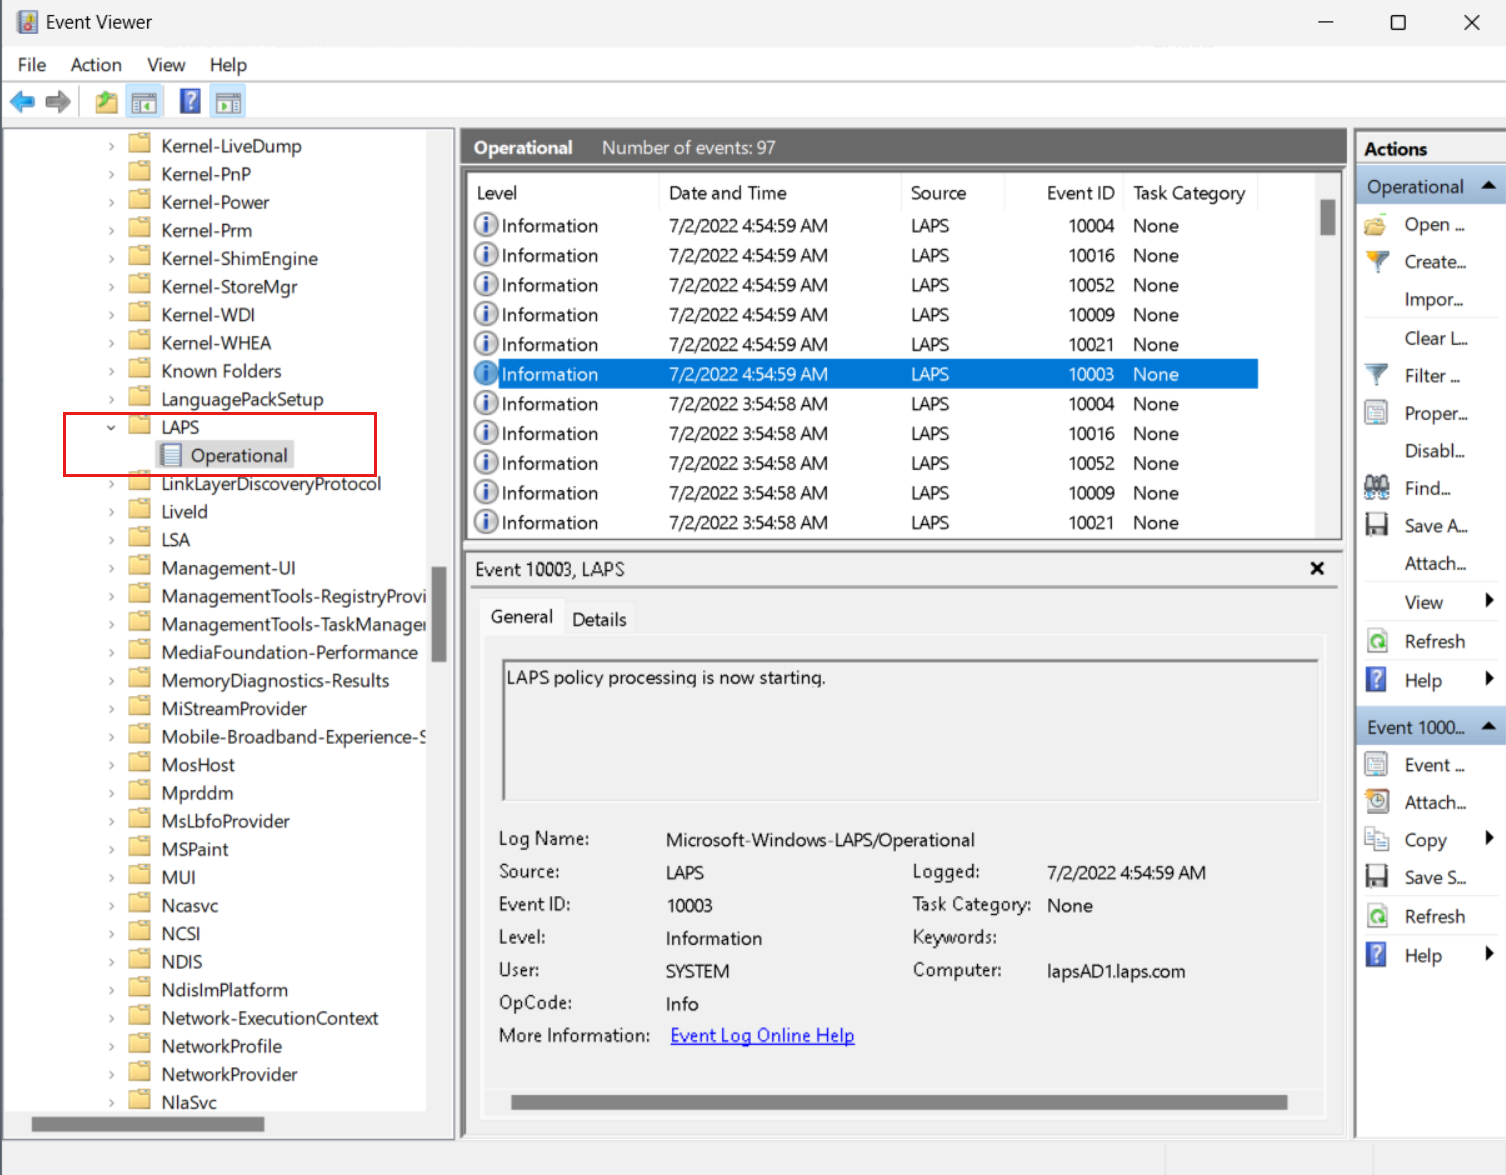 Event Viewer
File Action View Help
Kernel-LiveDump
Kernel-PnP
Kernel-Power
Kernel-Prm
Kernel-ShimEngine
Kernel-StoreMgr
Kernel-WDI
Kernel-WHEA
Known Folders
LanguagePackSetup
LAPS
Operational
LinkLayerDiscoveryProtocol
LiveId
LSA
Management-UI
ManagementTools-RegistryProvi
ManagementTools-TaskManager
MediaFoundation-Performance
MemoryDiagnostics-Results
MiStreamProvider
Mobile-Broadband-Experience-S
MosHost
Mprddm
MsLbfoProvider
MSPaint
MUI
Ncasvc
NCSI
NDIS
NdisImPlatform
Network-ExecutionContext
NetworkProfile
NetworkProvider
NlaSvc
Operational Number of events: 97
Level Date and Time Source Event ID Task Category
Information 7/2/2022 4:54:59 AM LAPS 10004 None
Information 7/2/2022 4:54:59 AM LAPS 10016 None
Information 7/2/2022 4:54:59 AM LAPS 10052 None
Information 7/2/2022 4:54:59 AM LAPS 10009 None
Information 7/2/2022 4:54:59 AM LAPS 10021 None
Information 7/2/2022 4:54:59 AM LAPS 10003 None
Information 7/2/2022 3:54:58 AM LAPS 10004 None
Information 7/2/2022 3:54:58 AM LAPS 10016 None
Information 7/2/2022 3:54:58 AM LAPS 10052 None
Information 7/2/2022 3:54:58 AM LAPS 10009 None
Information 7/2/2022 3:54:58 AM LAPS 10021 None
Event 10003, LAPS
General Details
LAPS policy processing is now starting.
Log Name: Microsoft-Windows-LAPS/Operational
Source: LAPS Logged: 7/2/2022 4:54:59 AM
Event ID: 10003 Task Category: None
Level: Information Keywords:
User: SYSTEM Computer: lapsAD1.laps.com
OpCode: Info
More Information: Event Log Online Help
Actions
Operational
Open ...
Create...
Impor...
Clear L...
Filter ...
Proper...
Disabl...
Find...
Save A...
Attach...
View
Refresh
Help
Event 1000...
Event ...
Attach...
Copy
Save S...
Refresh
Help